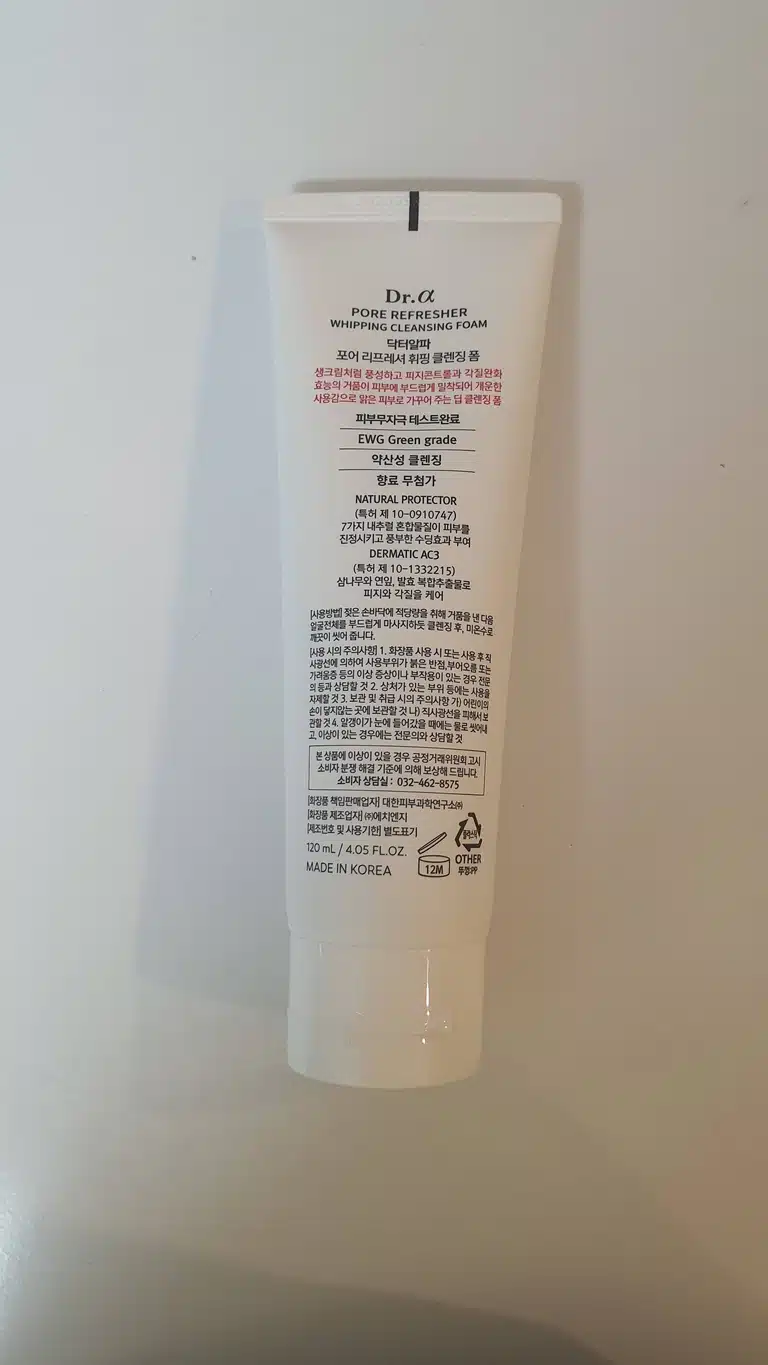 Dr.α
PORE REFRESHER
WHIPPING CLEANSING FOAM
닥터알파
포어 리프레셔 휘핑 클렌징 폼
생크림처럼 풍성하고 피지콘트롤과 각질완화
효능의 거품이 피부에 부드럽게 밀착되어 개운한
사용감으로 맑은 피부로 가꾸어 주는 딥 클렌징 폼
피부무자극 테스트완료
EWG Green grade
약산성 클렌징
향료 무첨가
NATURAL PROTECTOR
(특허 제 10-0910747)
7가지 내추럴 혼합물질이 피부를
진정시키고 풍부한 수딩효과 부여
DERMATIC AC3
(특허 제 10-1332215)
삼나무와 연잎, 발효 복합추출물로
피지와 각질을 케어
[사용방법] 젖은 손바닥에 적당량을 취해 거품을 낸 다음
얼굴전체를 부드럽게 마사지하듯 클렌징 후, 미온수로
깨끗이 씻어 줍니다.
[사용 시의 주의사항] 1. 화장품 사용 시 또는 사용 후 직
사광선에 의하여 사용부위가 붉은 반점,부어오름 또는
가려움증 등의 이상 증상이나 부작용이 있는 경우 전문
의 등과 상담할 것 2. 상처가 있는 부위 등에는 사용을
자제할 것 3. 보관 및 취급 시의 주의사항 가) 어린이의
손이 닿지않는 곳에 보관할 것 나) 직사광선을 피해서 보
관할 것 4. 알갱이가 눈에 들어갔을 때에는 물로 씻어내
고, 이상이 있는 경우에는 전문의와 상담할 것
본 상품에 이상이 있을 경우 공정거래위원회 고시
소비자 분쟁 해결 기준에 의해 보상해 드립니다.
소비자 상담실 : 032-462-8575
[화장품 책임판매업자] 대한피부과학연구소㈜
[화장품 제조업자] ㈜에치엔지
[제조번호 및 사용기한] 별도표기
120 mL / 4.05 FL.OZ.
MADE IN KOREA
12M
플라스틱
OTHER
뚜껑:PP